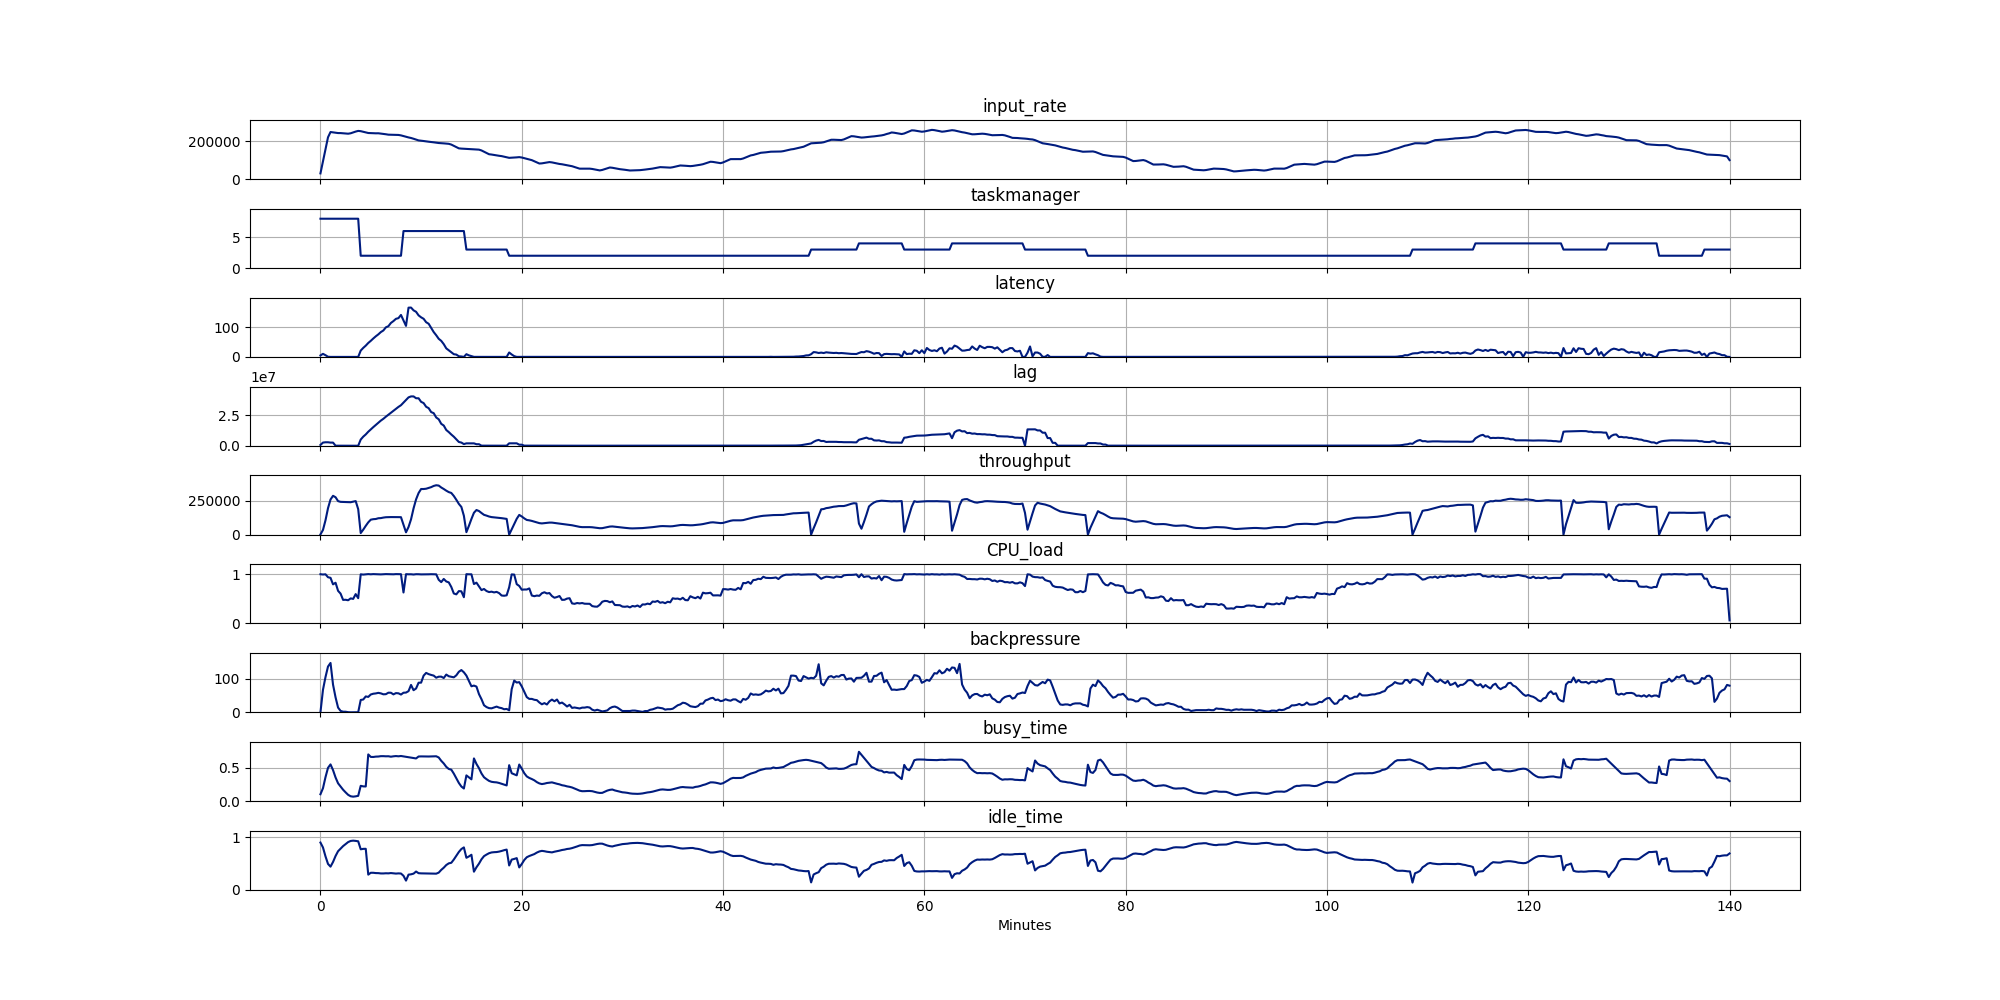 input_rate
200000
0
taskmanager
5
0
latency
100
0
1e7
lag
2.5
0.0
throughput
250000
0
CPU_load
1
0
backpressure
100
0
busy_time
0.5
0.0
idle_time
1
0
0 20 40 60 80 100 120 140
Minutes